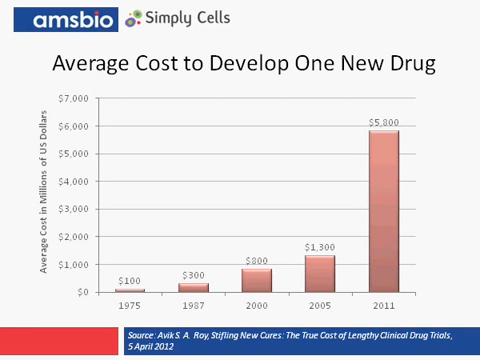 amsbio Simply Cells
Average Cost to Develop One New Drug
Average Cost in Millions of US Dollars
$7,000
$6,000
$5,000
$4,000
$3,000
$2,000
$1,000
$0
$100
$300
$800
$1,300
$5,800
1975 1987 2000 2005 2011
Source: Avik S. A. Roy, Stifling New Cures: The True Cost of Lengthy Clinical Drug Trials,
5 April 2012